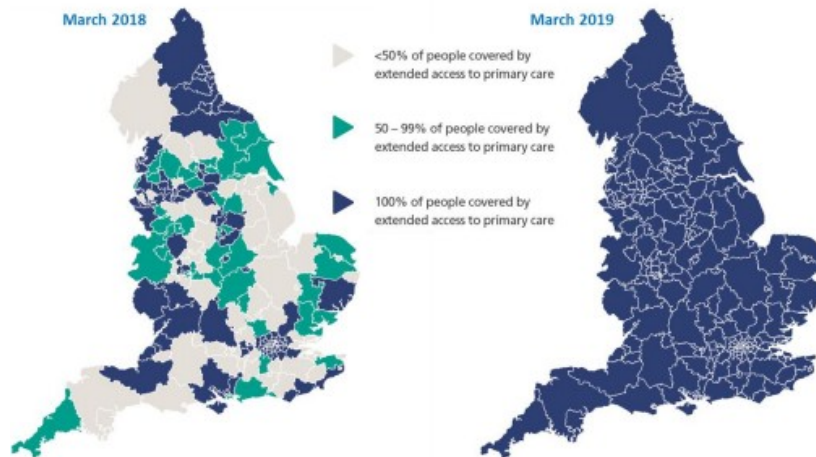 March 2018
<50% of people covered by
extended access to primary care
50 – 99% of people covered by
extended access to primary care
100% of people covered by
extended access to primary care
March 2019